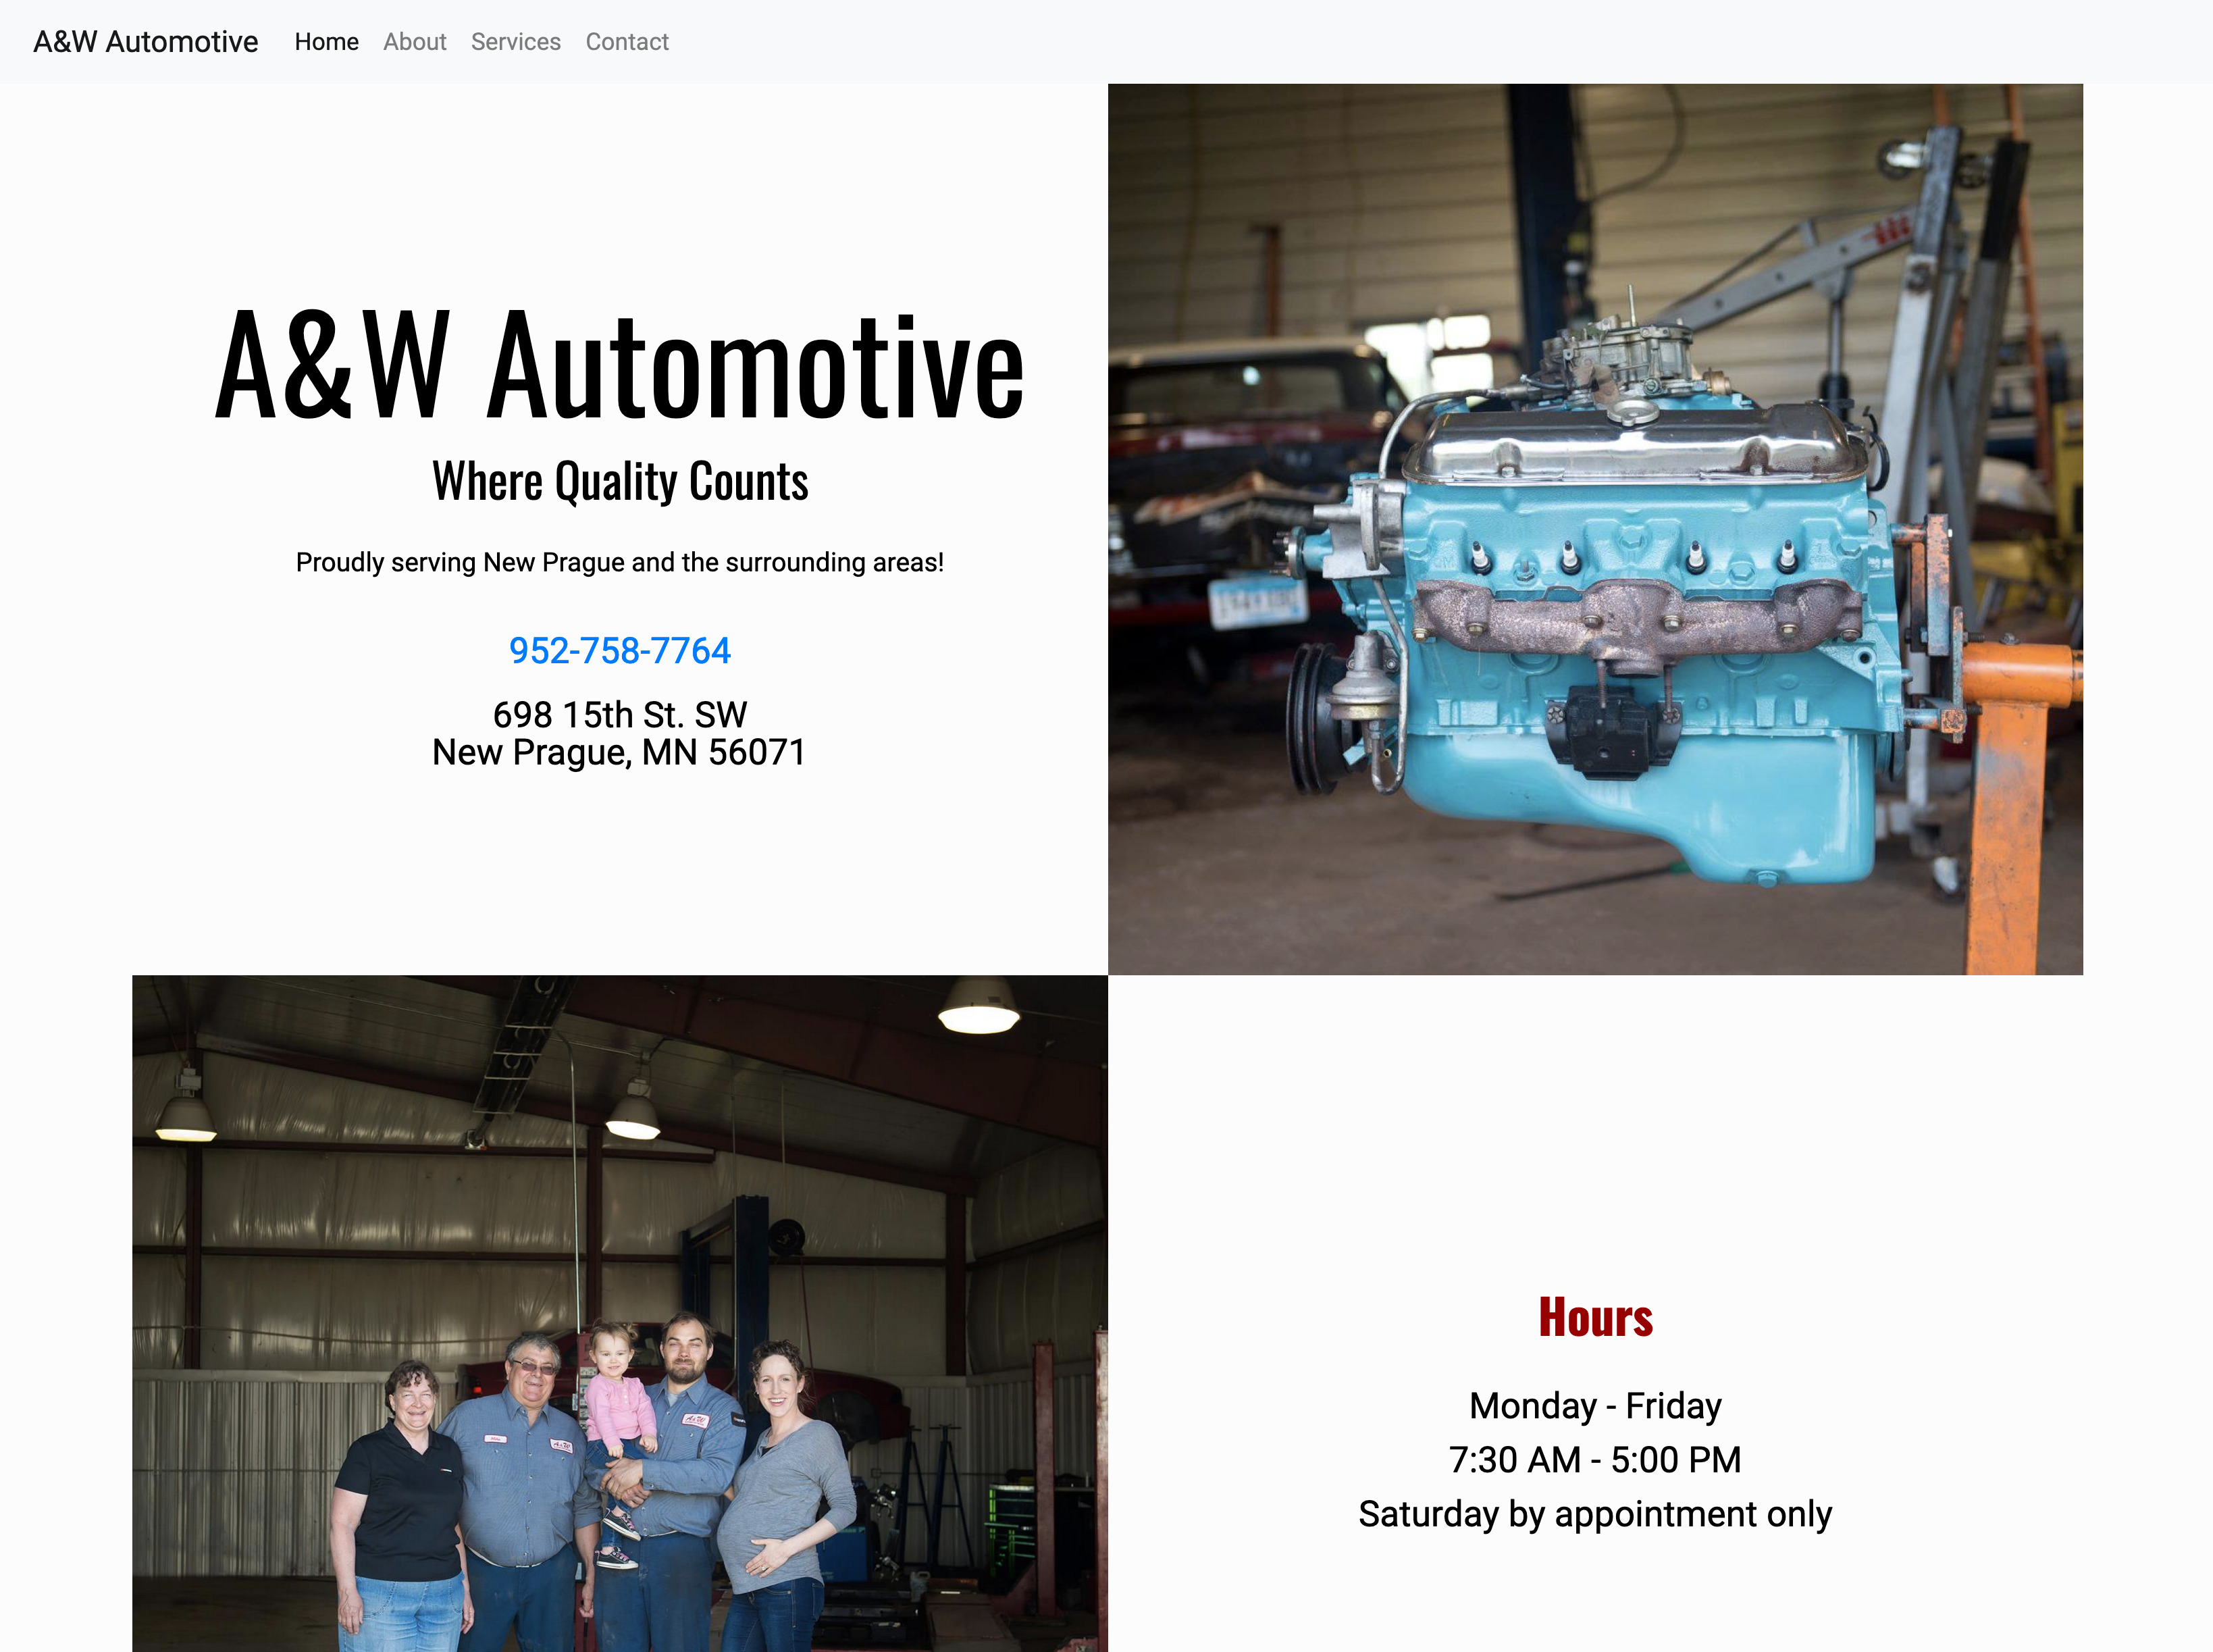 A&W Automotive Home About Services Contact
A&W Automotive
Where Quality Counts
Proudly serving New Prague and the surrounding areas!
952-758-7764
698 15th St. SW
New Prague, MN 56071
Hours
Monday - Friday
7:30 AM - 5:00 PM
Saturday by appointment only